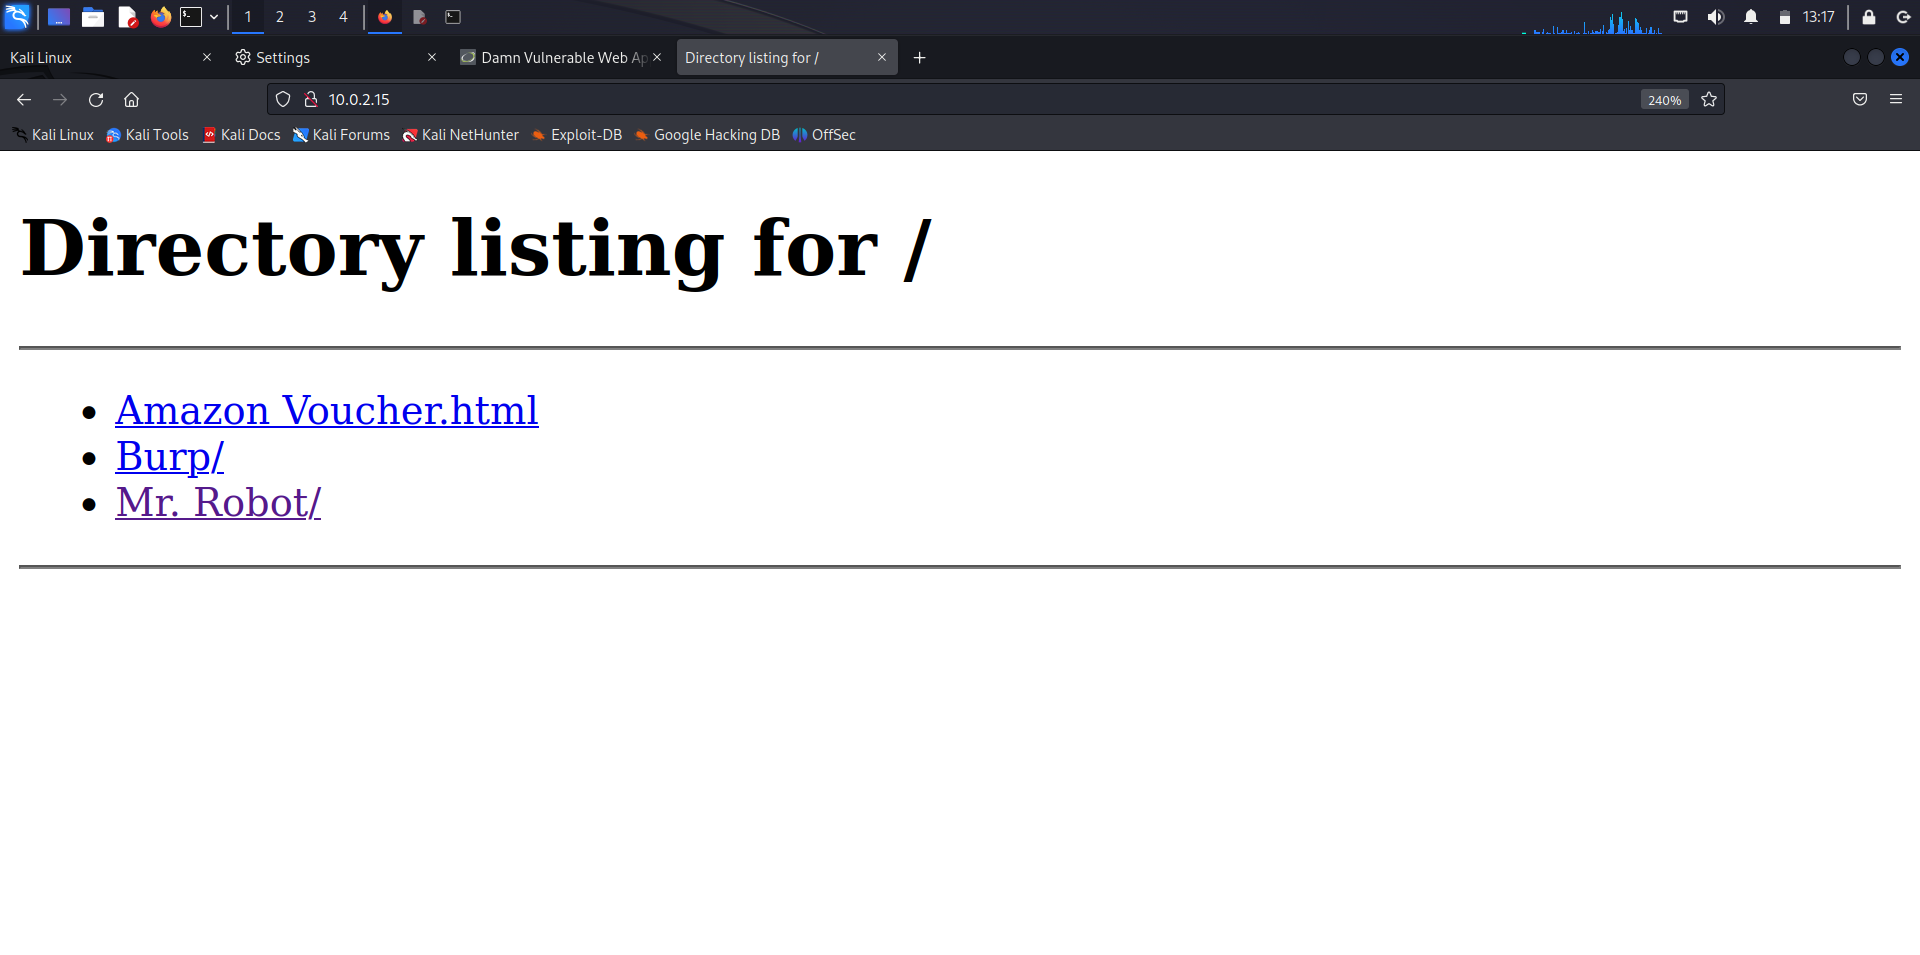 1 2 3 4 13:17
Kali Linux Settings Damn Vulnerable Web Ap Directory listing for /
10.0.2.15 240%
Kali Linux Kali Tools Kali Docs Kali Forums Kali NetHunter Exploit-DB Google Hacking DB OffSec
Directory listing for /
Amazon Voucher.html
Burp/
Mr. Robot/